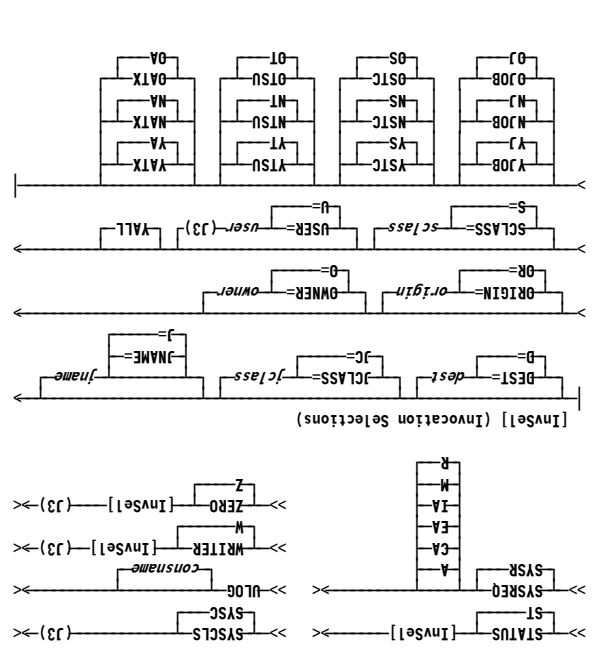 STATUS [InvSel] SYSCLS (J3)
ST SYSC
SYSREQ ULOG
SYSR A consname
CA WRITER [InvSel] (J3)
EA W
IA ZERO [InvSel] (J3)
M Z
R
[InvSel] (Invocation Selections)
DEST= dest JCLASS= jclass JNAME= jname
D= JC= J=
ORIGIN= origin OWNER= owner
OR= O=
SCLASS= sclass USER= user (J3) YALL
S= U=
YJOB YSTC YTSU YATX
YJ YS YT YA
NJOB NSTC NTSU NATX
NJ NS NT NA
OJOB OSTC OTSU OATX
OJ OS OT OA